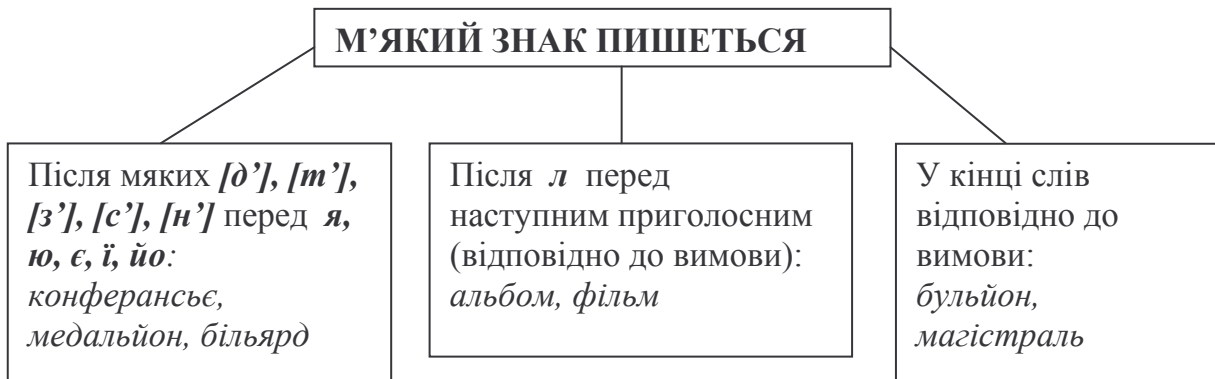 М’ЯКИЙ ЗНАК ПИШЕТЬСЯ
Після мяких [д’], [т’],
[з’], [с’], [н’] перед я,
ю, є, ї, йо:
конферансьє,
медальйон, більярд
Після л перед
наступним приголосним
(відповідно до вимови):
альбом, фільм
У кінці слів
відповідно до
вимови:
бульйон,
магістраль